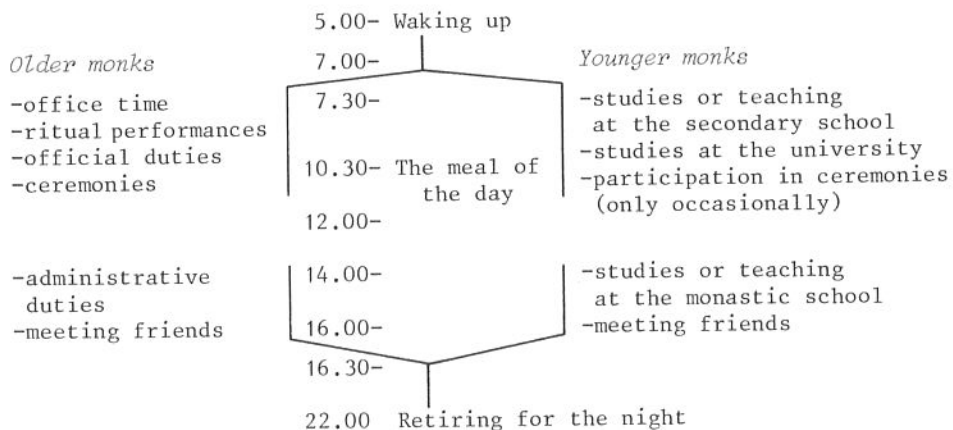 5.00- Waking up
Older monks
7.00-
Younger monks
-office time
-ritual performances
-official duties
-ceremonies
7.30-
10.30- The meal of
the day
12.00-
-studies or teaching
at the secondary school
-studies at the university
-participation in ceremonies
(only occasionally)
-administrative
duties
-meeting friends
14.00-
16.00-
16.30-
-studies or teaching
at the monastic school
-meeting friends
22.00 Retiring for the night